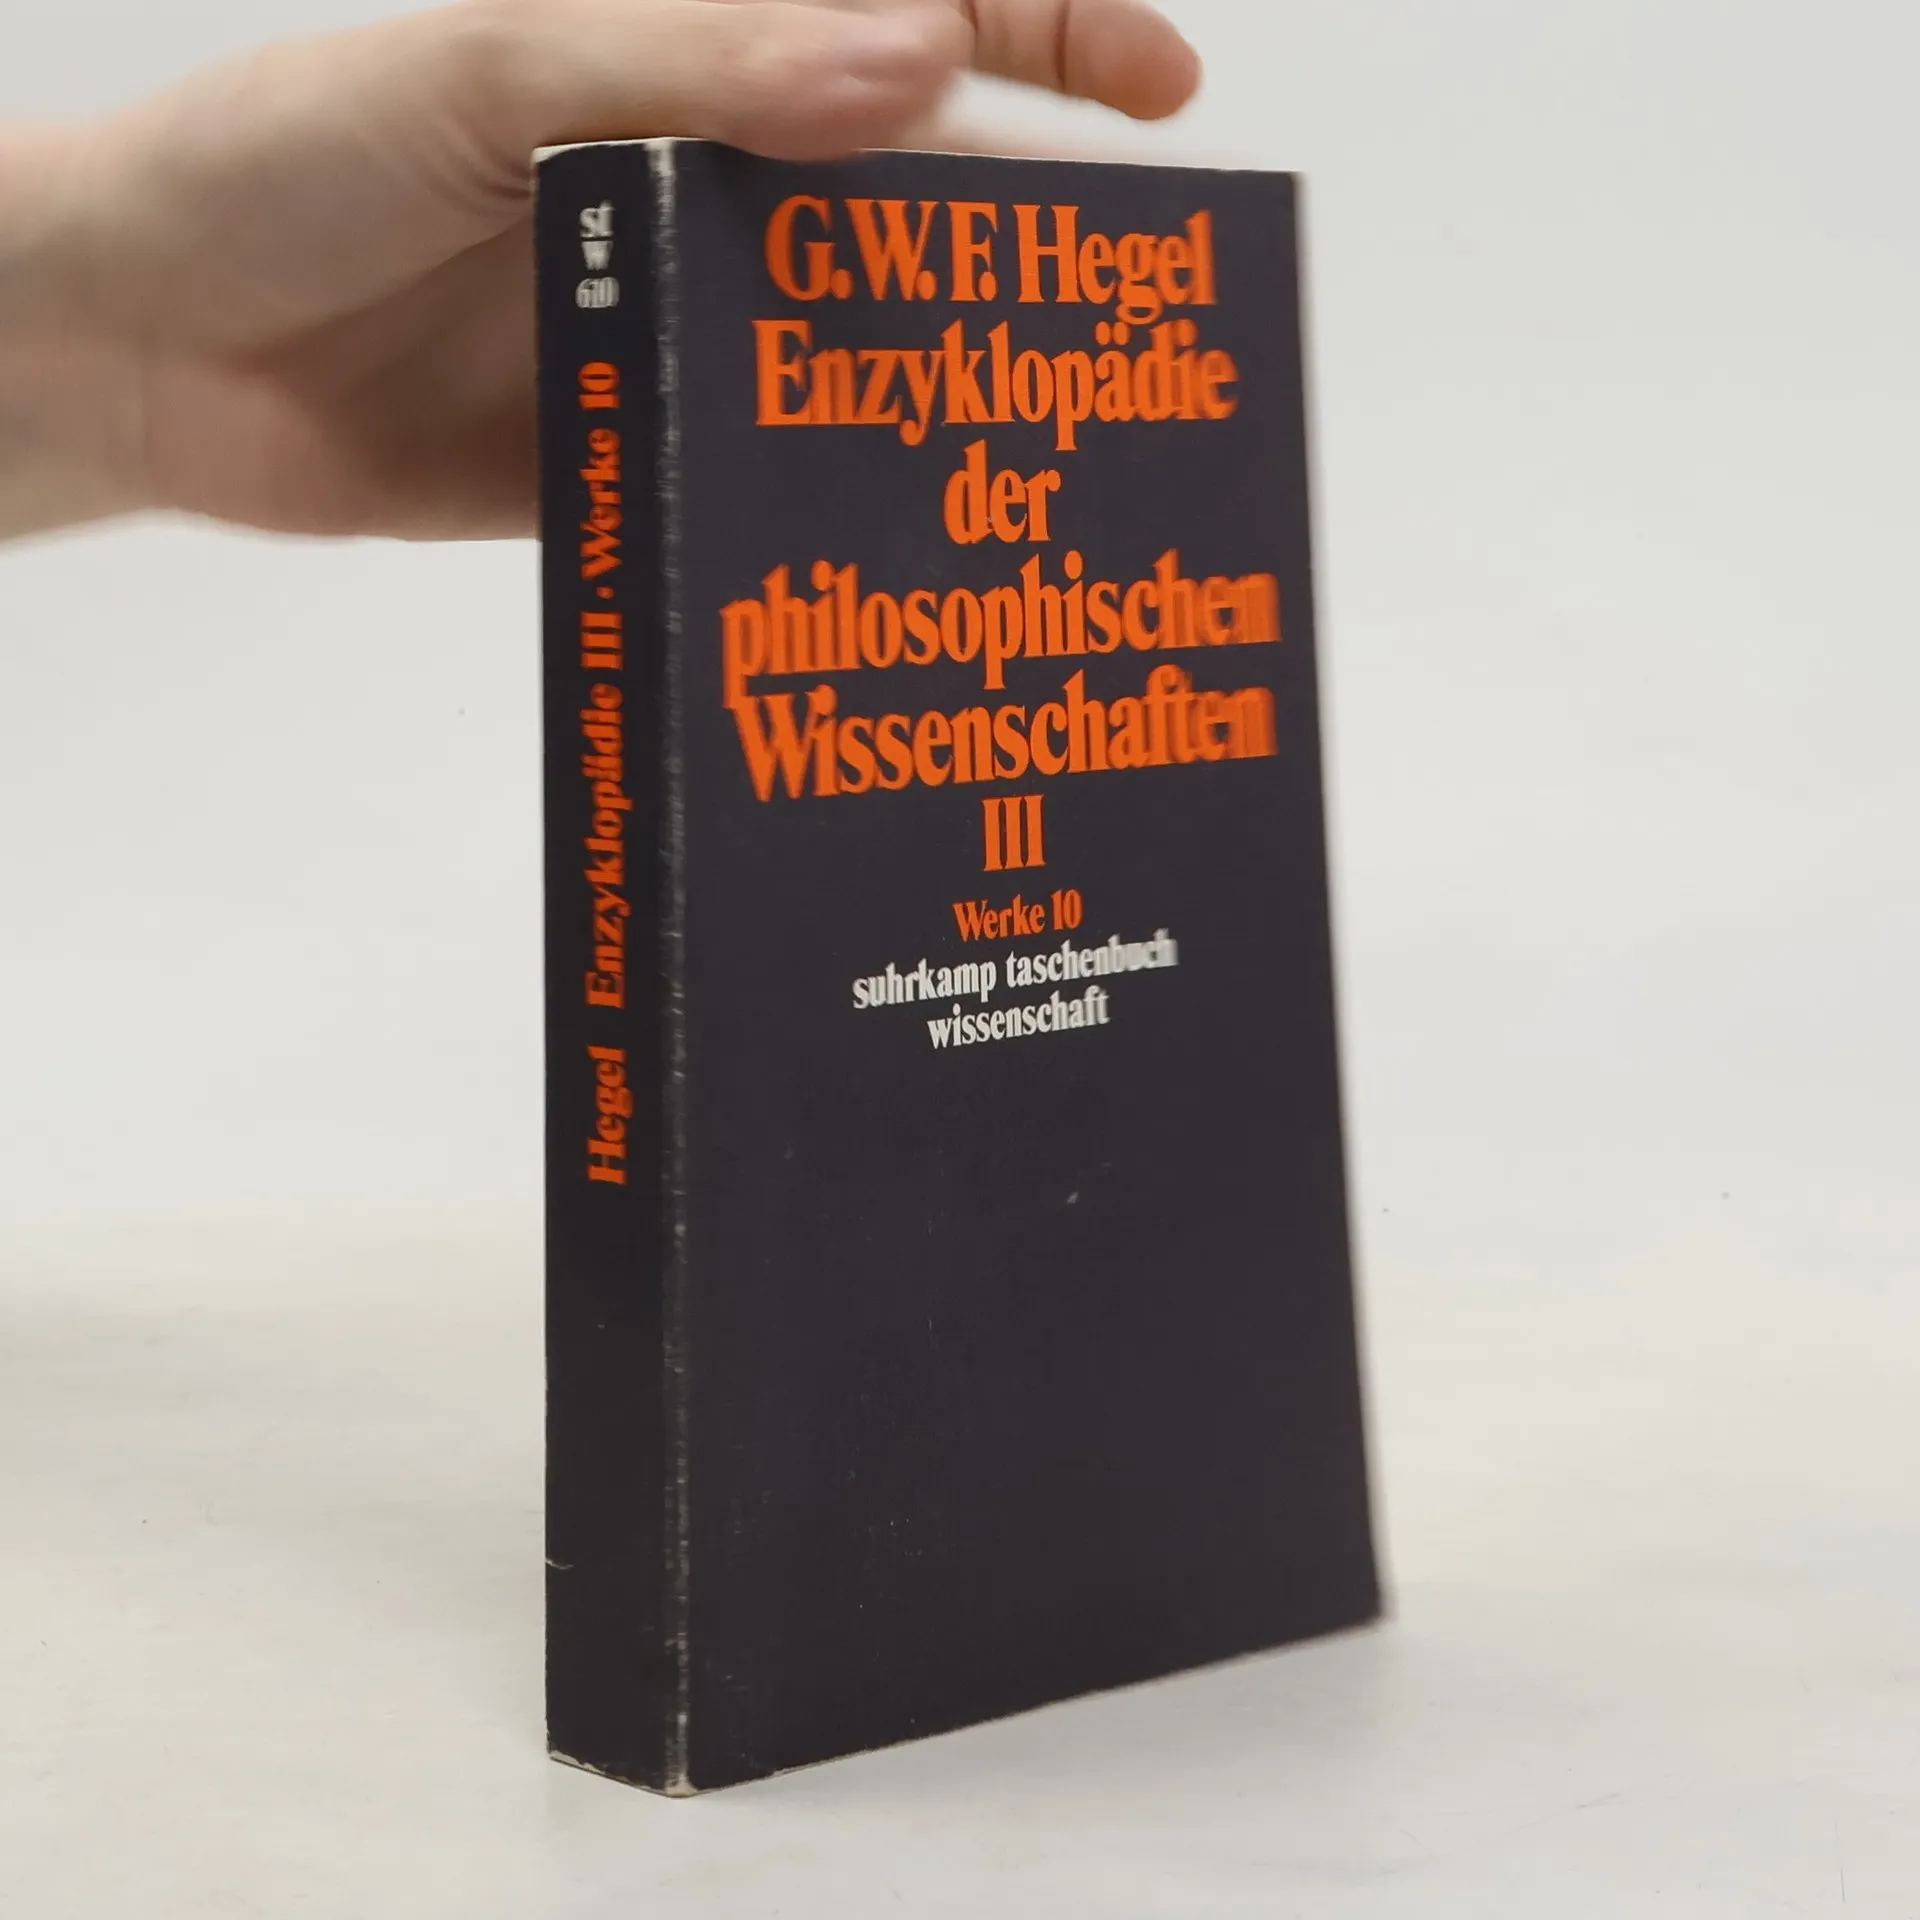 st
w
610
Hegel Enzyklopädie III · Werke 10
G.W.F. Hegel
Enzyklopädie
der
philosophischen
Wissenschaften
III
Werke 10
suhrkamp taschenbuch
wissenschaft